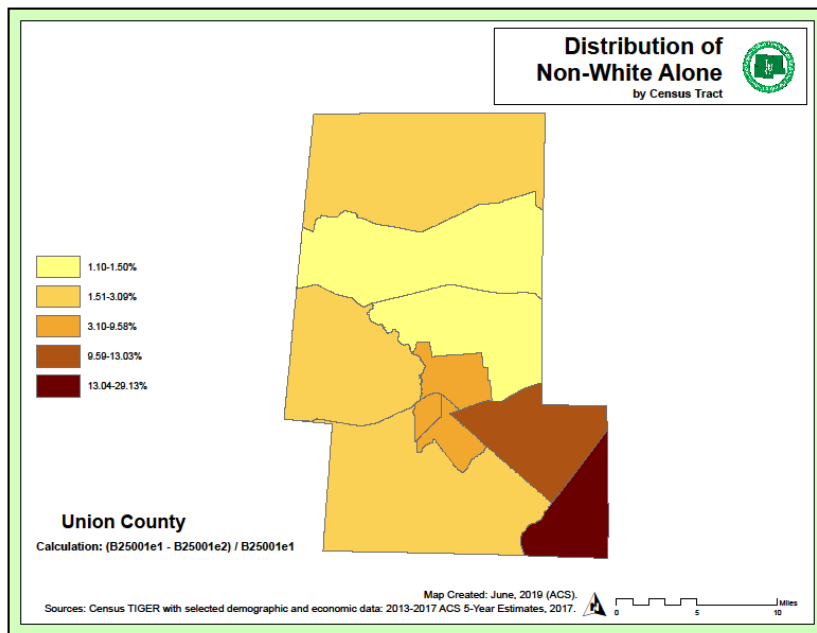 Distribution of
Non-White Alone
by Census Tract
1.10-1.50%
1.51-3.09%
3.10-9.58%
9.59-13.03%
13.04-29.13%
Union County
Calculation: (B25001e1 - B25001e2) / B25001e1
Map Created: June, 2019 (ACS).
Sources: Census TIGER with selected demographic and economic data: 2013-2017 ACS 5-Year Estimates, 2017.
Miles
0 5 10